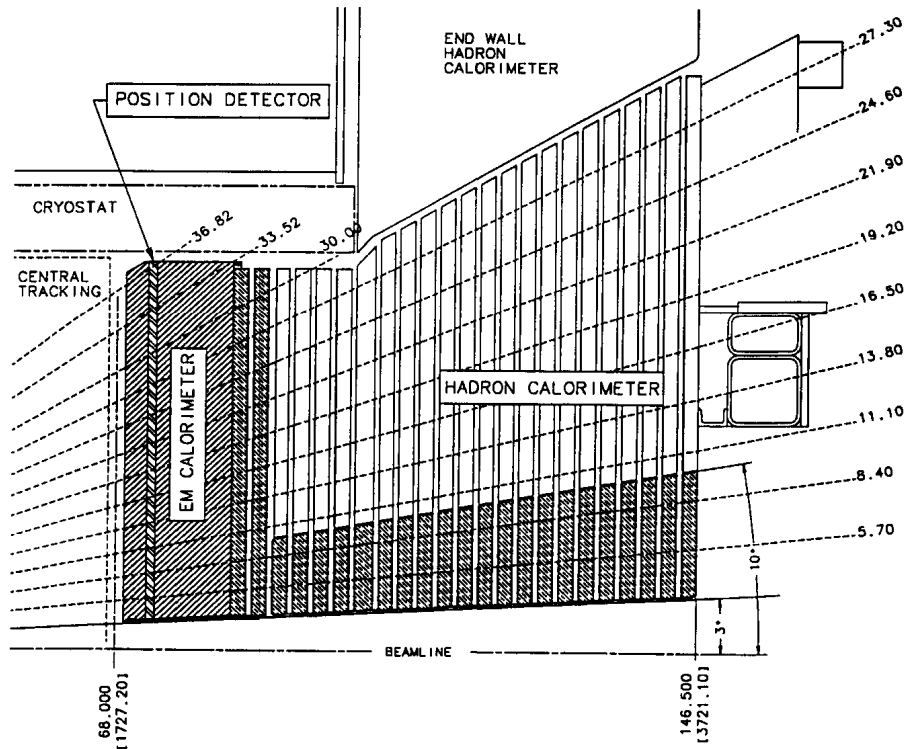 END WALL
HADRON
CALORIMETER
27.30
POSITION DETECTOR
24.60
21.90
CRYOSTAT
36.82
33.52
30.00
19.20
CENTRAL
TRACKING
16.50
EM CALORIMETER
HADRON CALORIMETER
13.80
11.10
8.40
5.70
10°
3°
BEAMLINE
68.000
[1727.20]
146.500
[3721.10]